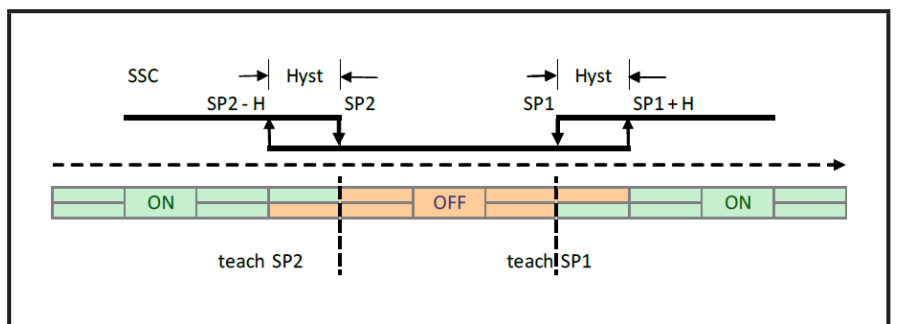 SSC Hyst Hyst
SP2 - H SP2 SP1 SP1 + H
ON OFF ON
teach SP2 teach SP1